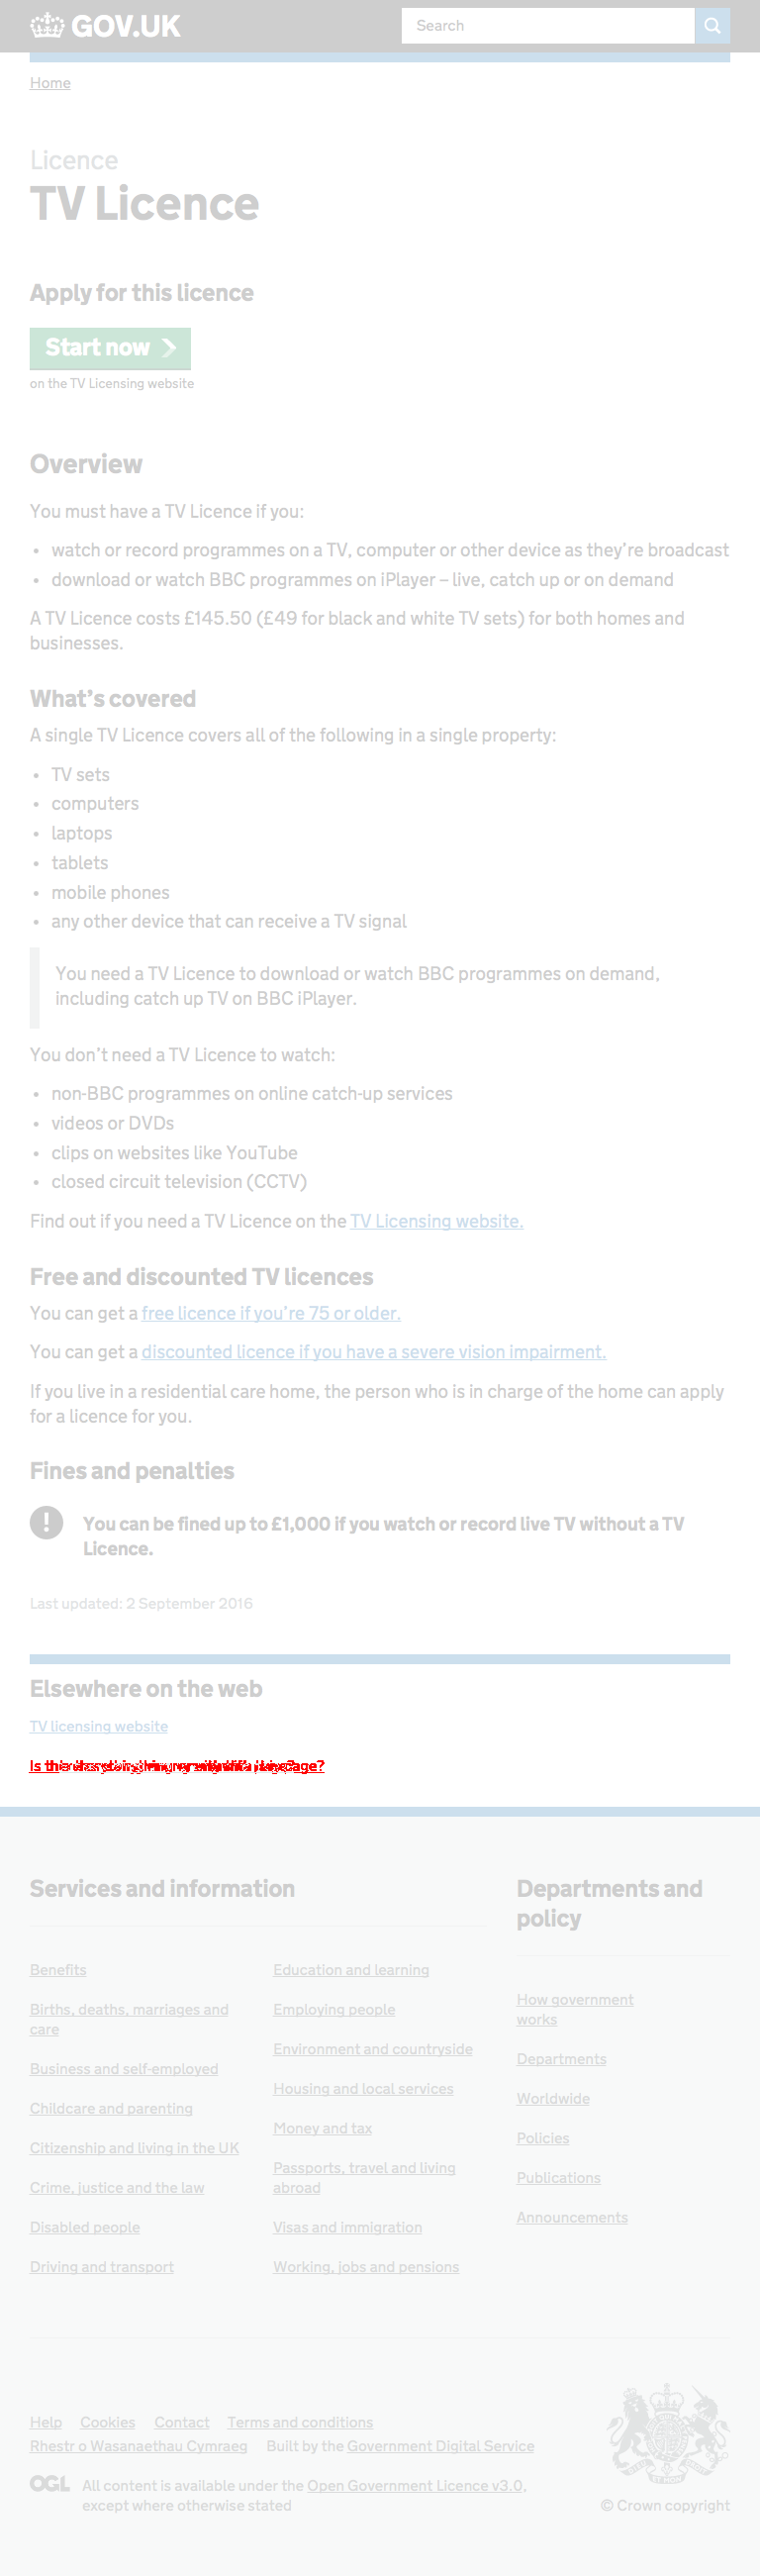 GOV.UK
Search
Home
Licence
TV Licence
Apply for this licence
Start now
on the TV Licensing website
Overview
You must have a TV Licence if you:
• watch or record programmes on a TV, computer or other device as they’re broadcast
• download or watch BBC programmes on iPlayer – live, catch up or on demand
A TV Licence costs £145.50 (£49 for black and white TV sets) for both homes and
businesses.
What’s covered
A single TV Licence covers all of the following in a single property:
• TV sets
• computers
• laptops
• tablets
• mobile phones
• any other device that can receive a TV signal
You need a TV Licence to download or watch BBC programmes on demand,
including catch up TV on BBC iPlayer.
You don’t need a TV Licence to watch:
• non-BBC programmes on online catch-up services
• videos or DVDs
• clips on websites like YouTube
• closed circuit television (CCTV)
Find out if you need a TV Licence on the TV Licensing website.
Free and discounted TV licences
You can get a free licence if you’re 75 or older.
You can get a discounted licence if you have a severe vision impairment.
If you live in a residential care home, the person who is in charge of the home can apply
for a licence for you.
Fines and penalties
! You can be fined up to £1,000 if you watch or record live TV without a TV
Licence.
Last updated: 2 September 2016
Elsewhere on the web
TV licensing website
Services and information
Benefits
Births, deaths, marriages and
care
Business and self-employed
Childcare and parenting
Citizenship and living in the UK
Crime, justice and the law
Disabled people
Driving and transport
Education and learning
Employing people
Environment and countryside
Housing and local services
Money and tax
Passports, travel and living
abroad
Visas and immigration
Working, jobs and pensions
Departments and
policy
How government
works
Departments
Worldwide
Policies
Publications
Announcements
Help Cookies Contact Terms and conditions
Rhestr o Wasanaethau Cymraeg Built by the Government Digital Service
OGL All content is available under the Open Government Licence v3.0,
except where otherwise stated
© Crown copyright